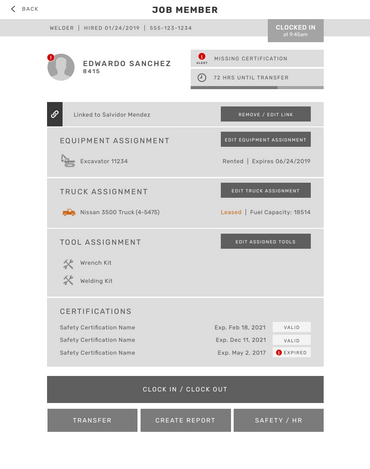 BACK
JOB MEMBER
WELDER | HIRED 01/24/2019 | 555-123-1234
CLOCKED IN
at 9:46am
EDWARDO SANCHEZ
8415
ALERT
MISSING CERTIFICATION
72 HRS UNTIL TRANSFER
Linked to Salvidor Mendez
REMOVE / EDIT LINK
EQUIPMENT ASSIGNMENT
EDIT EQUIPMENT ASSIGNMENT
Excavator 11234
Rented | Expires 06/24/2019
TRUCK ASSIGNMENT
EDIT TRUCK ASSIGNMENT
Nissan 3500 Truck (4-5475)
Leased | Fuel Capacity: 18514
TOOL ASSIGNMENT
EDIT ASSIGNED TOOLS
Wrench Kit
Welding Kit
CERTIFICATIONS
Safety Certification Name Exp. Feb 18, 2021 VALID
Safety Certification Name Exp. Dec 11, 2021 VALID
Safety Certification Name Exp. May 2, 2017 EXPIRED
CLOCK IN / CLOCK OUT
TRANSFER
CREATE REPORT
SAFETY / HR